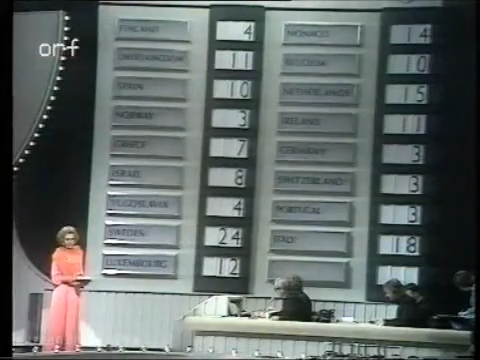 orf
FINLAND 4
UNITED KINGDOM 11
SPAIN 10
NORWAY 3
GREECE 7
ISRAEL 8
YUGOSLAVIA 4
SWEDEN 24
LUXEMBOURG 12
MONACO 14
BELGIUM 10
NETHERLANDS 15
IRELAND 11
GERMANY 3
SWITZERLAND 3
PORTUGAL 3
ITALY 18